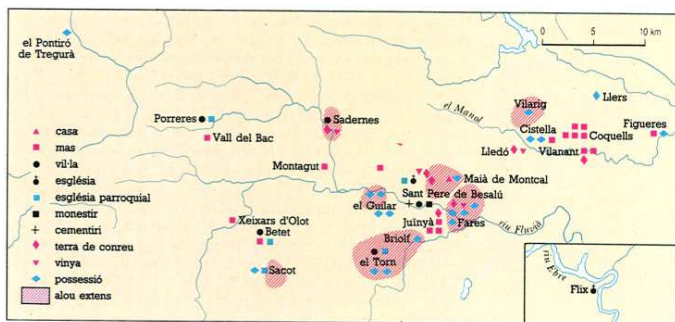 el Pontiró
de Tregurà
0 5 10 km
Llers
el Manol
Vilarig
Cistella
Figueres
Coquells
Porreres
Sadernes
Vall del Bac
Lledó
Vilanant
Montagut
Maià de Montcal
Sant Pere de Besalú
el Guilar
Xeixars d'Olot
Betet
Juïnyà
Fares
riu Fluvià
Briolf
el Torn
Sacot
riu Ebre
Flix
casa
mas
vil·la
església
església parroquial
monestir
cementiri
terra de conreu
vinya
possessió
alou extens